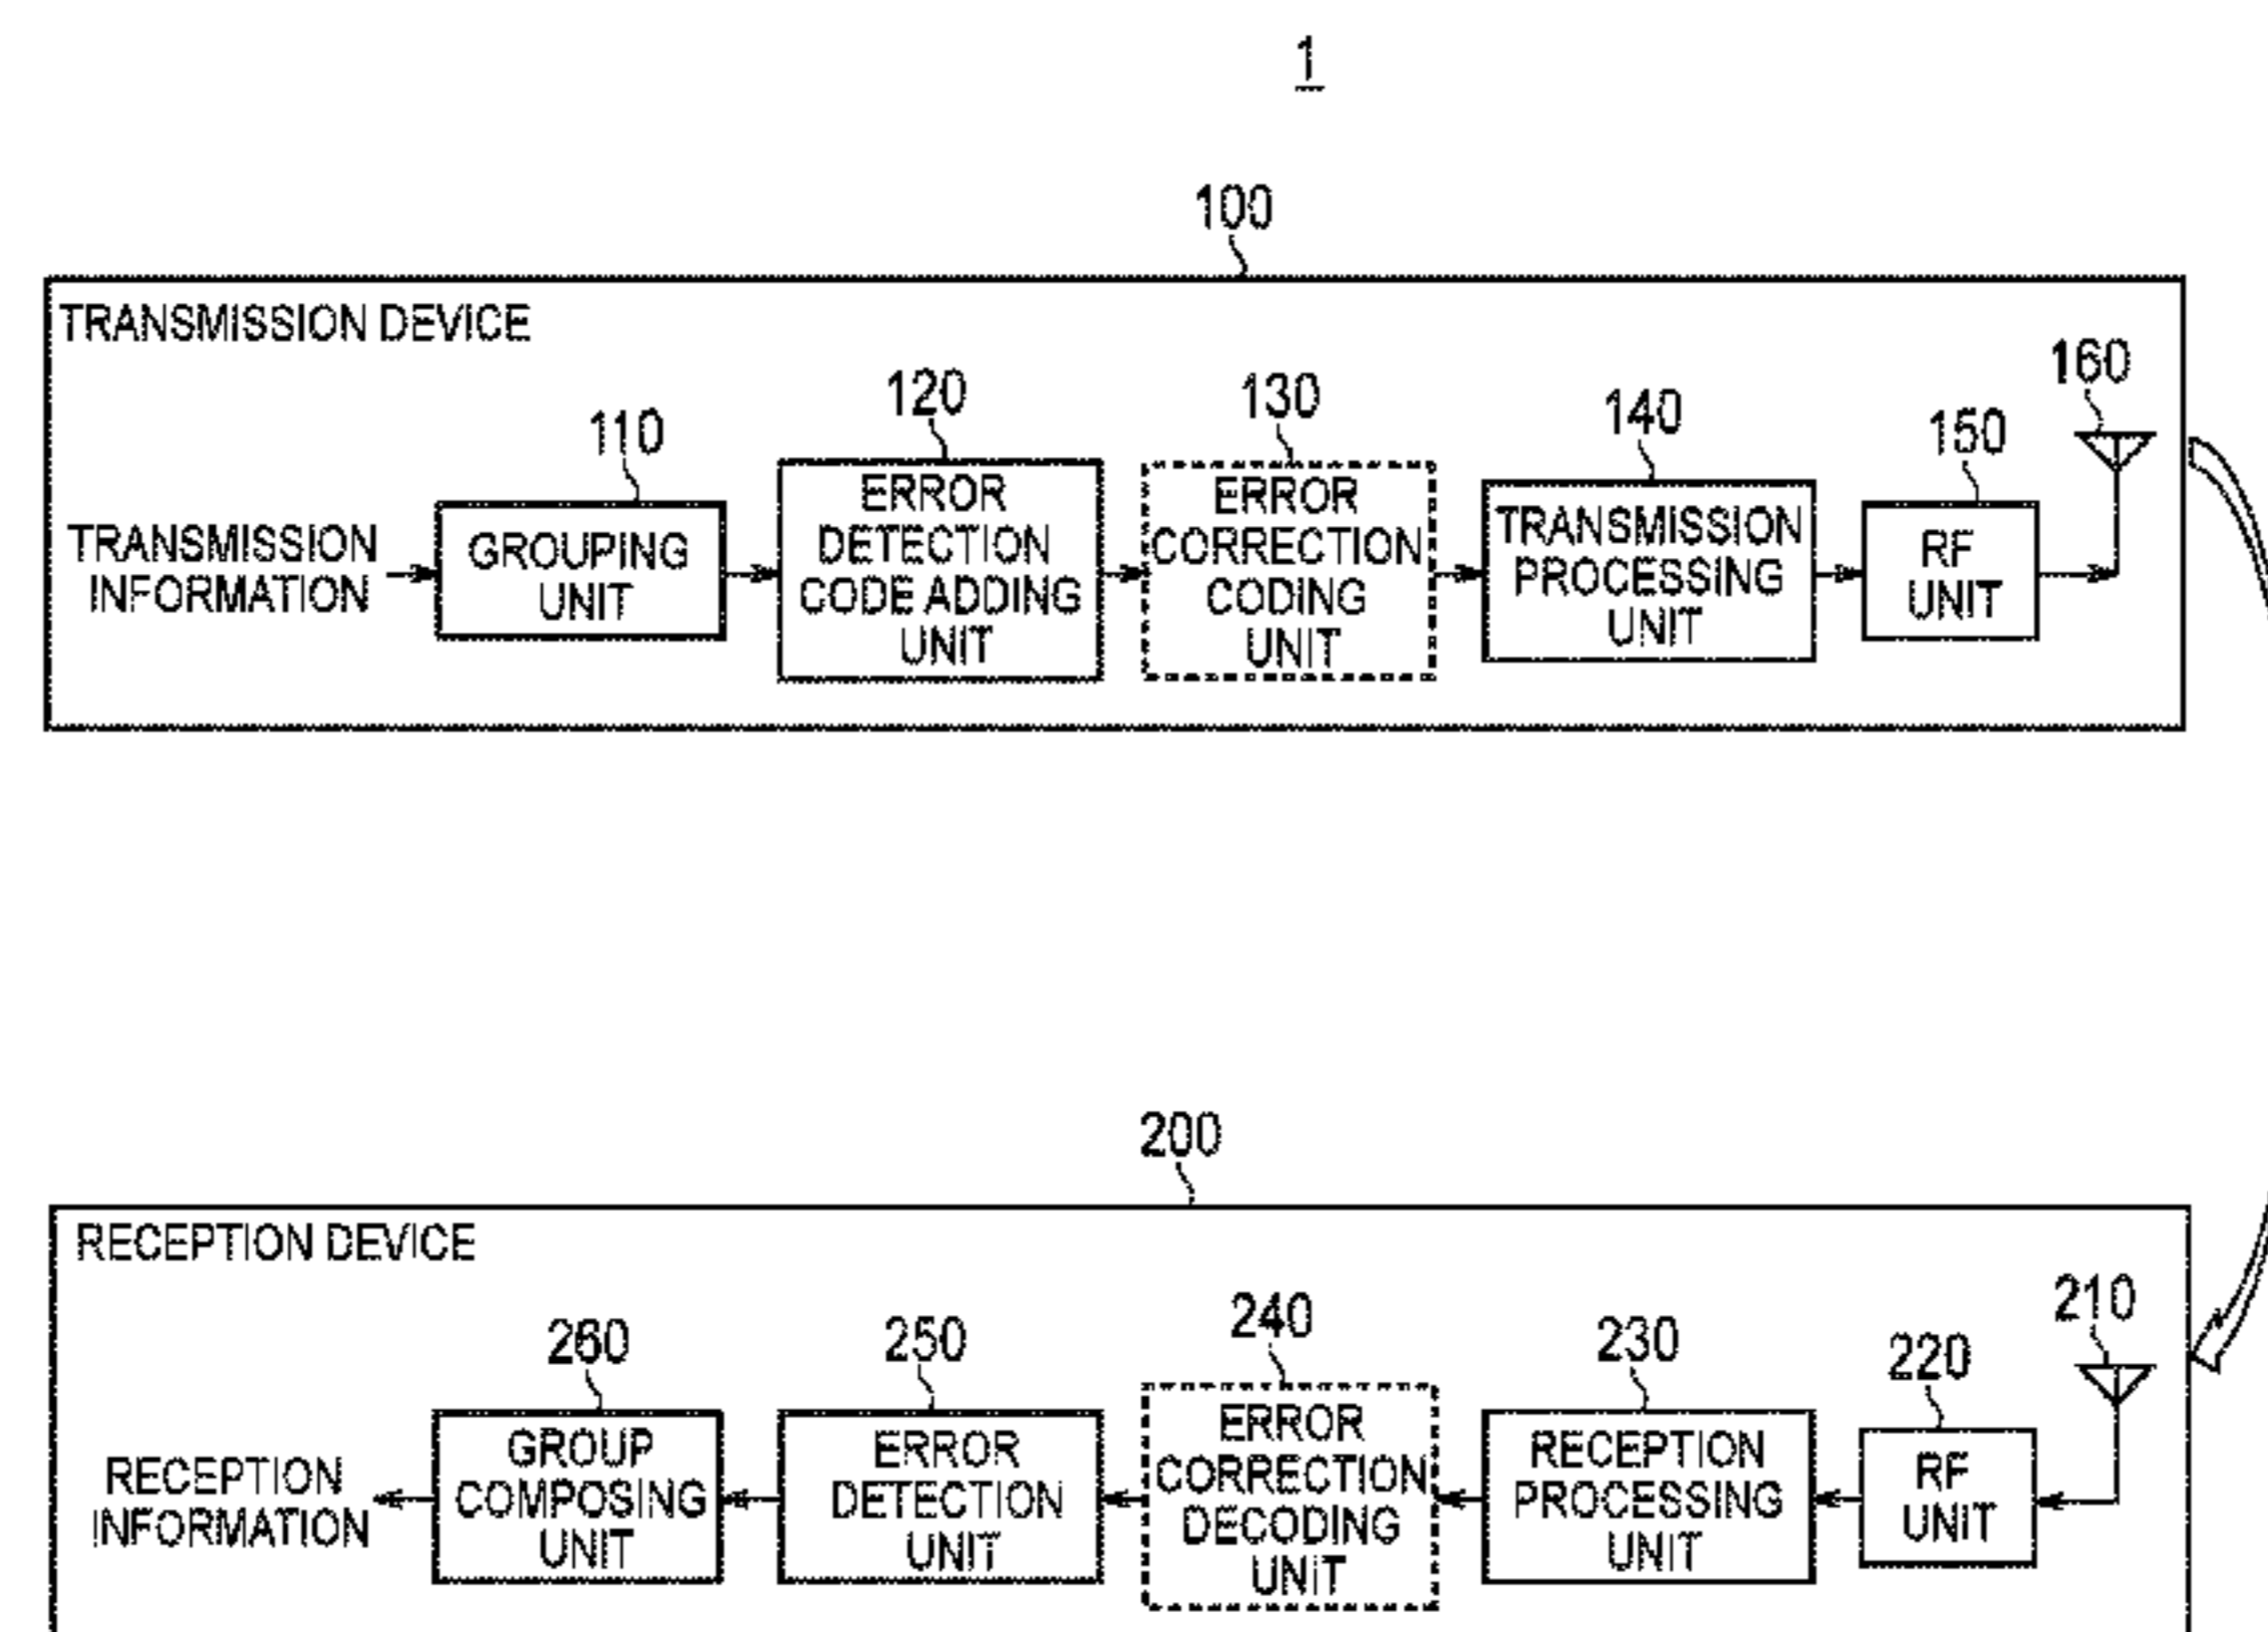 1
100
TRANSMISSION DEVICE
160
120
130
140
150
110
TRANSMISSION
INFORMATION
GROUPING
UNIT
ERROR
DETECTION
CODE ADDING
UNIT
ERROR
CORRECTION
CODING
UNIT
TRANSMISSION
PROCESSING
UNIT
RF
UNIT
200
RECEPTION DEVICE
210
240
260
250
230
220
RECEPTION
INFORMATION
GROUP
COMPOSING
UNIT
ERROR
DETECTION
UNIT
ERROR
CORRECTION
DECODING
UNIT
RECEPTION
PROCESSING
UNIT
RF
UNIT